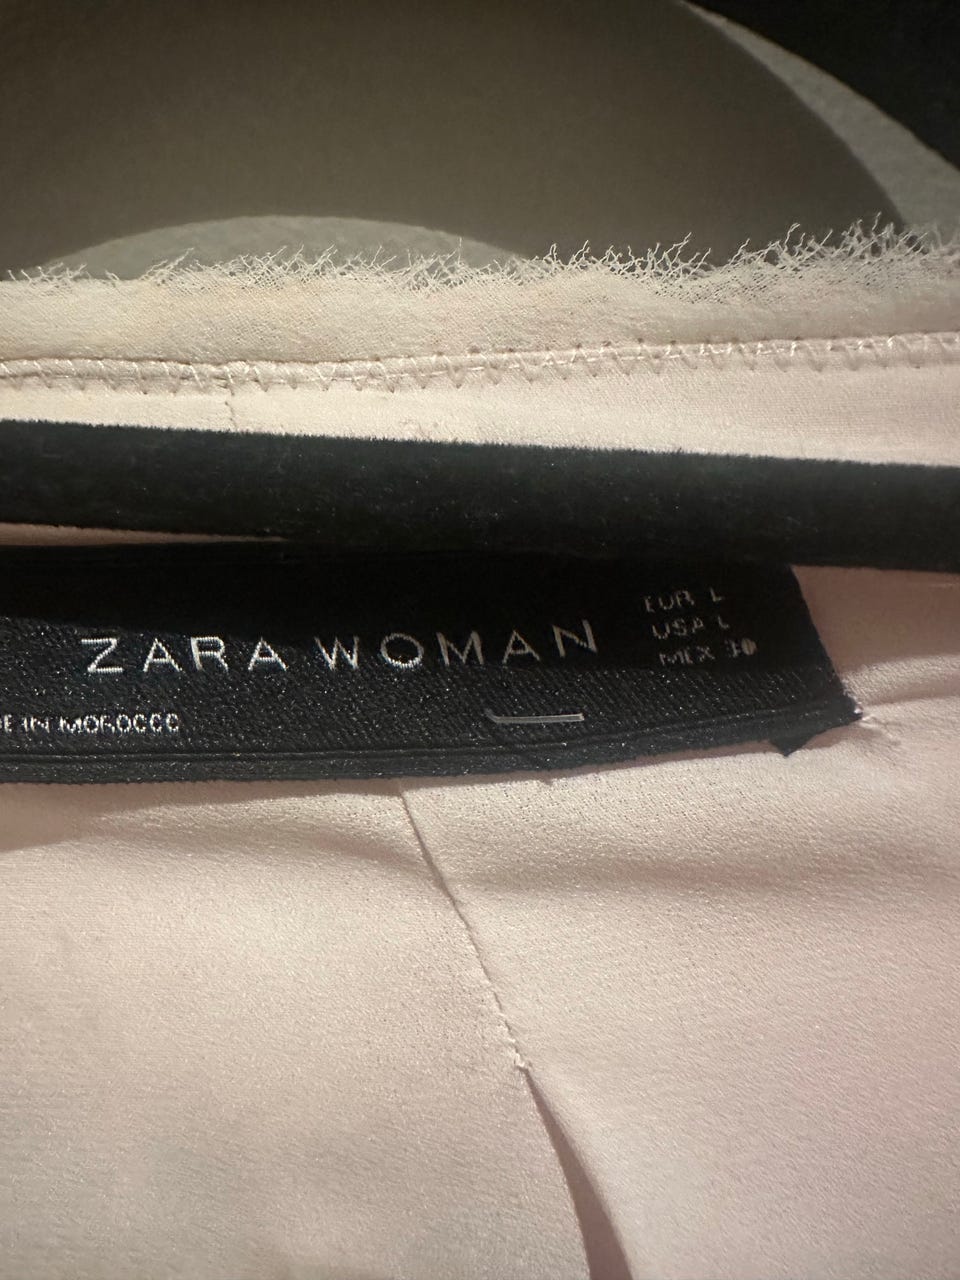 ZARA WOMAN
EUR L
USA L
MEX 30
E IN MOROCCO